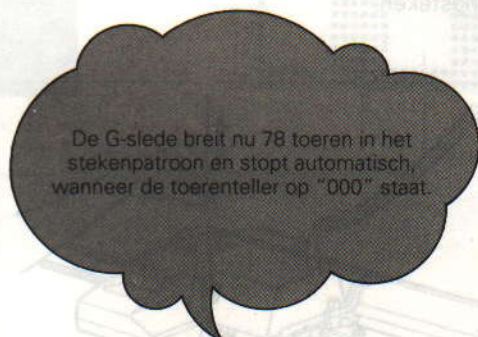 De G-slede breit nu 78 toeren in het
stekenpatroon en stopt automatisch,
wanneer de toerenteller op "000" staat.